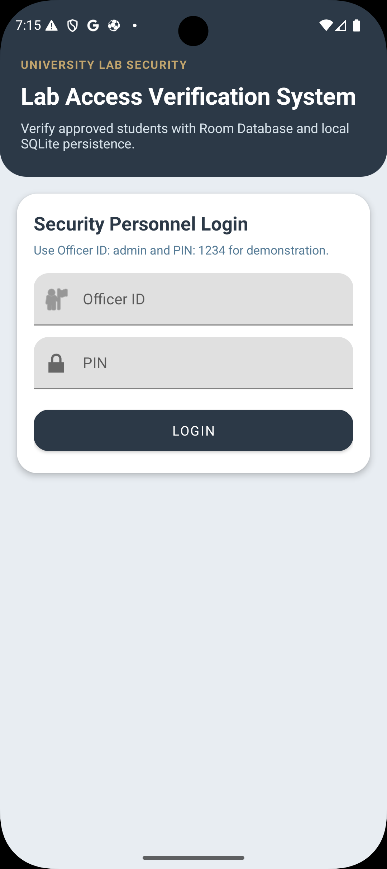 7:15
UNIVERSITY LAB SECURITY
Lab Access Verification System
Verify approved students with Room Database and local
SQLite persistence.
Security Personnel Login
Use Officer ID: admin and PIN: 1234 for demonstration.
Officer ID
PIN
LOGIN